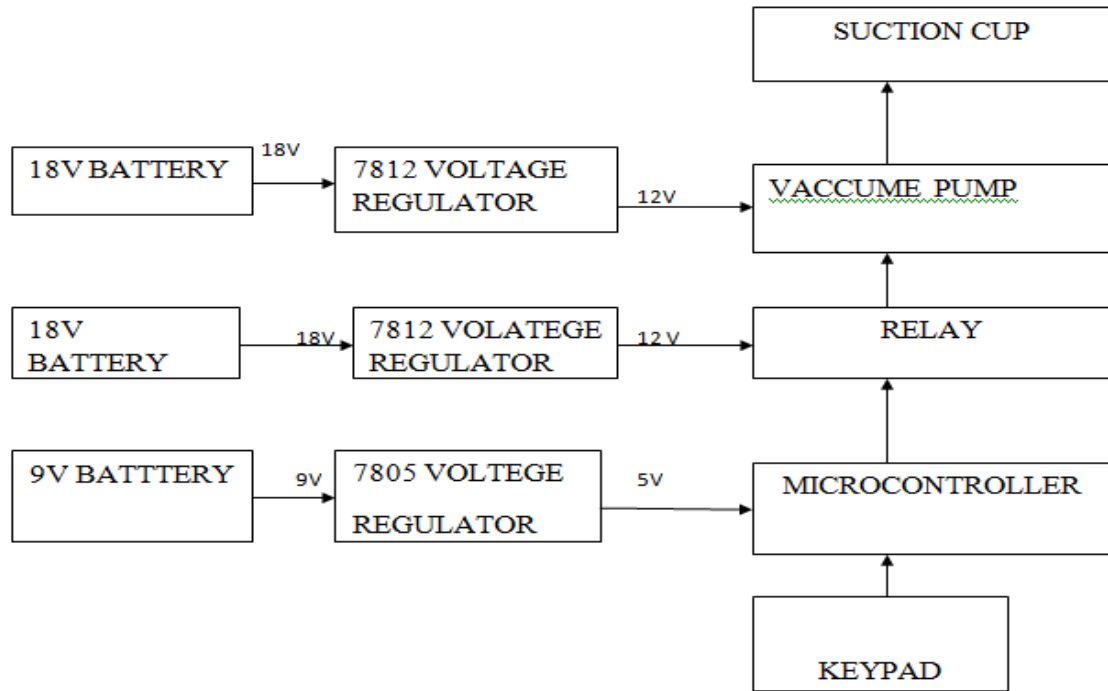 SUCTION CUP
18V BATTERY
18V
7812 VOLTAGE
REGULATOR
12V
VACCUME PUMP
18V
BATTERY
18V
7812 VOLATEGE
REGULATOR
12 V
RELAY
9V BATTTERY
9V
7805 VOLTEGE
REGULATOR
5V
MICROCONTROLLER
KEYPAD